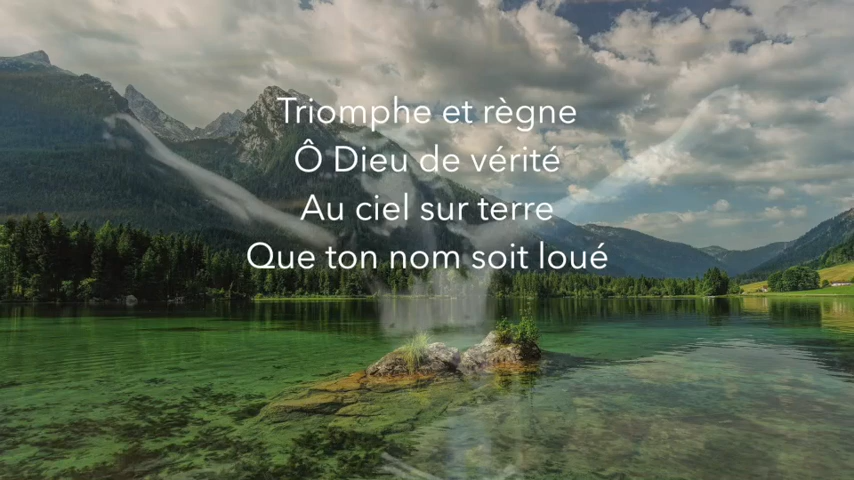 Triomphe et règne
Ô Dieu de vérité
Au ciel sur terre
Que ton nom soit loué